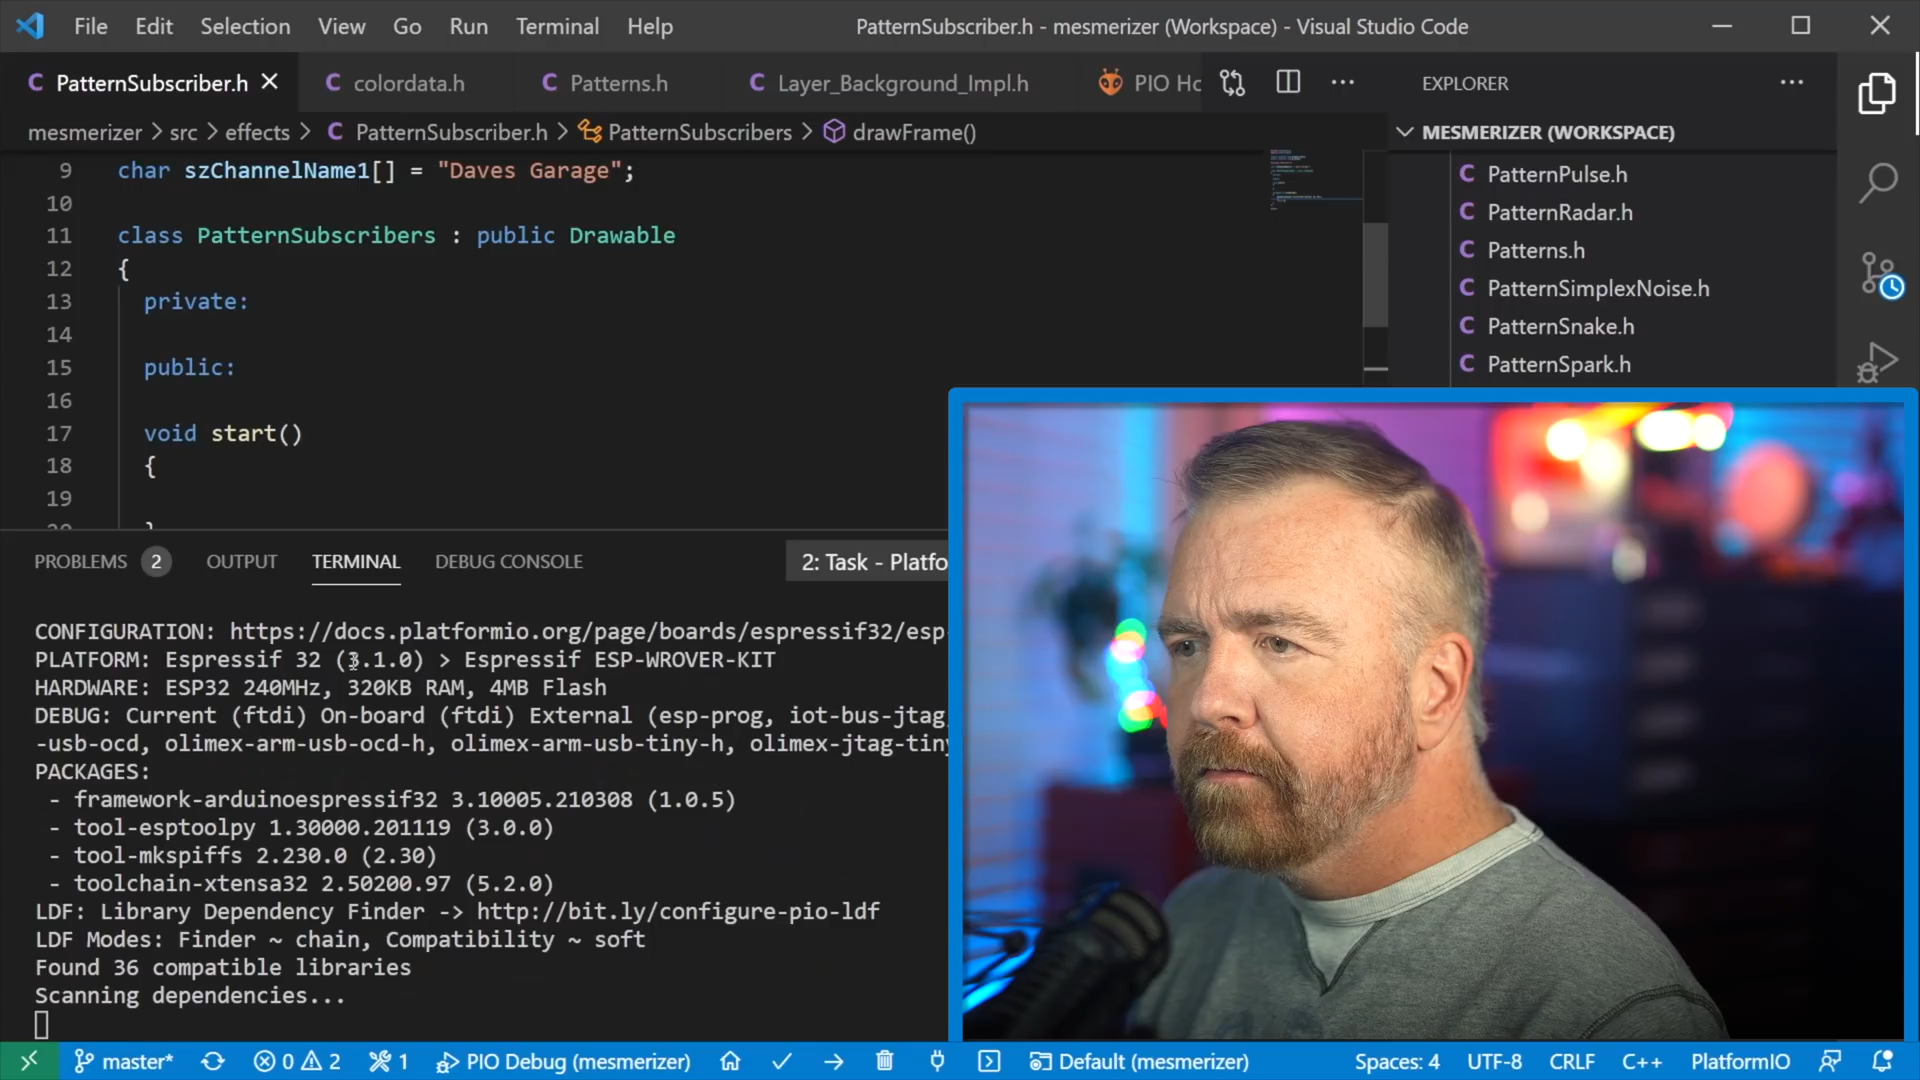 File Edit Selection View Go Run Terminal Help PatternSubscriber.h - mesmerizer (Workspace) - Visual Studio Code
PatternSubscriber.h colordata.h Patterns.h Layer_Background_Impl.h PIO Hc
mesmerizer > src > effects > PatternSubscriber.h > PatternSubscribers > drawFrame()
9 char szChannelName1[] = "Daves Garage";
10
11 class PatternSubscribers : public Drawable
12 {
13 private:
14
15 public:
16
17 void start()
18 {
19
EXPLORER
MESMERIZER (WORKSPACE)
C PatternPulse.h
C PatternRadar.h
C Patterns.h
C PatternSimplexNoise.h
C PatternSnake.h
C PatternSpark.h
PROBLEMS 2 OUTPUT TERMINAL DEBUG CONSOLE 2: Task - Platfo
CONFIGURATION: https://docs.platformio.org/page/boards/espressif32/esp-
PLATFORM: Espressif 32 (3.1.0) > Espressif ESP-WROVER-KIT
HARDWARE: ESP32 240MHz, 320KB RAM, 4MB Flash
DEBUG: Current (ftdi) On-board (ftdi) External (esp-prog, iot-bus-jtag,
-usb-ocd, olimex-arm-usb-ocd-h, olimex-arm-usb-tiny-h, olimex-jtag-tiny
PACKAGES:
- framework-arduinoespressif32 3.10005.210308 (1.0.5)
- tool-esptoolpy 1.30000.201119 (3.0.0)
- tool-mkspiffs 2.230.0 (2.30)
- toolchain-xtensa32 2.50200.97 (5.2.0)
LDF: Library Dependency Finder -> http://bit.ly/configure-pio-ldf
LDF Modes: Finder ~ chain, Compatibility ~ soft
Found 36 compatible libraries
Scanning dependencies...
master* 0 2 1 PIO Debug (mesmerizer) Default (mesmerizer) Spaces: 4 UTF-8 CRLF C++ PlatformIO